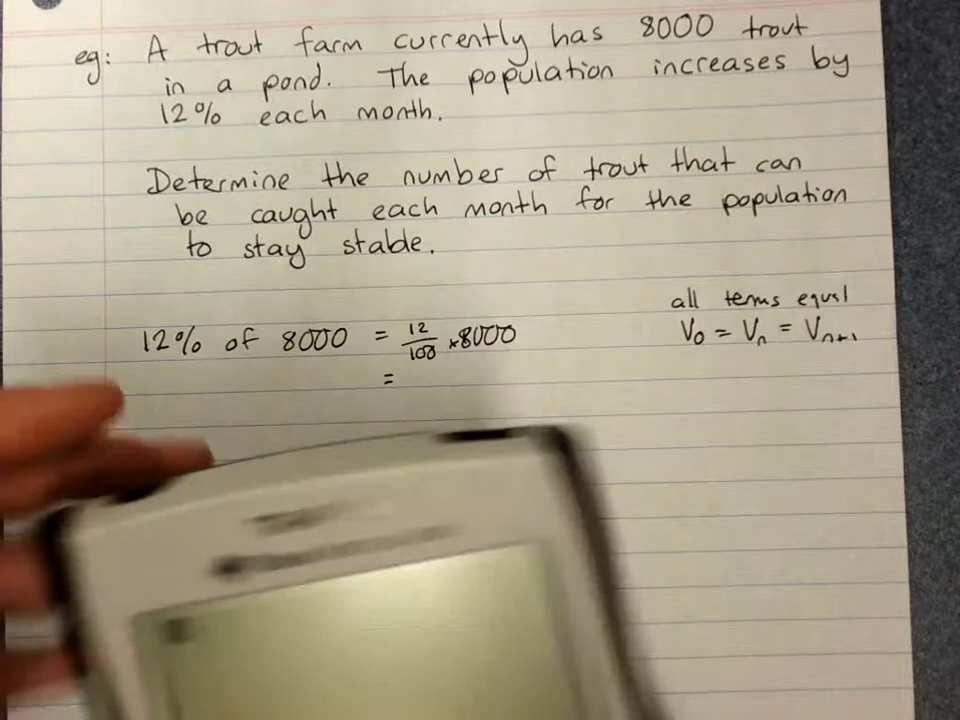 eg: A trout farm currently has 8000 trout
in a pond. The population increases by
12% each month.
Determine the number of trout that can
be caught each month for the population
to stay stable.
all terms equal
V₀ = Vₙ = Vₙ₊₁
12% of 8000 = 12/100 × 8000
=